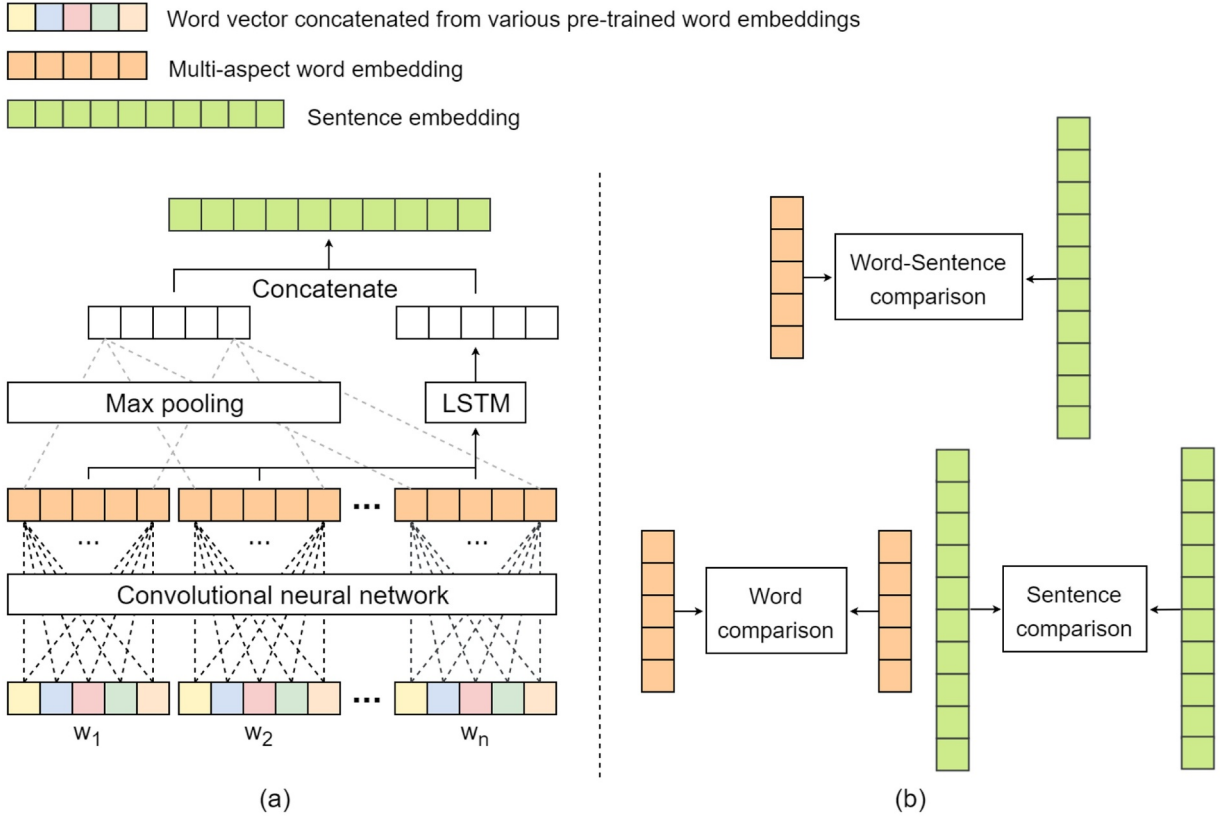 Word vector concatenated from various pre-trained word embeddings
Multi-aspect word embedding
Sentence embedding
Concatenate
Max pooling
LSTM
...
... ... ...
Convolutional neural network
...
w1
w2
wn
(a)
Word-Sentence
comparison
Word
comparison
Sentence
comparison
(b)